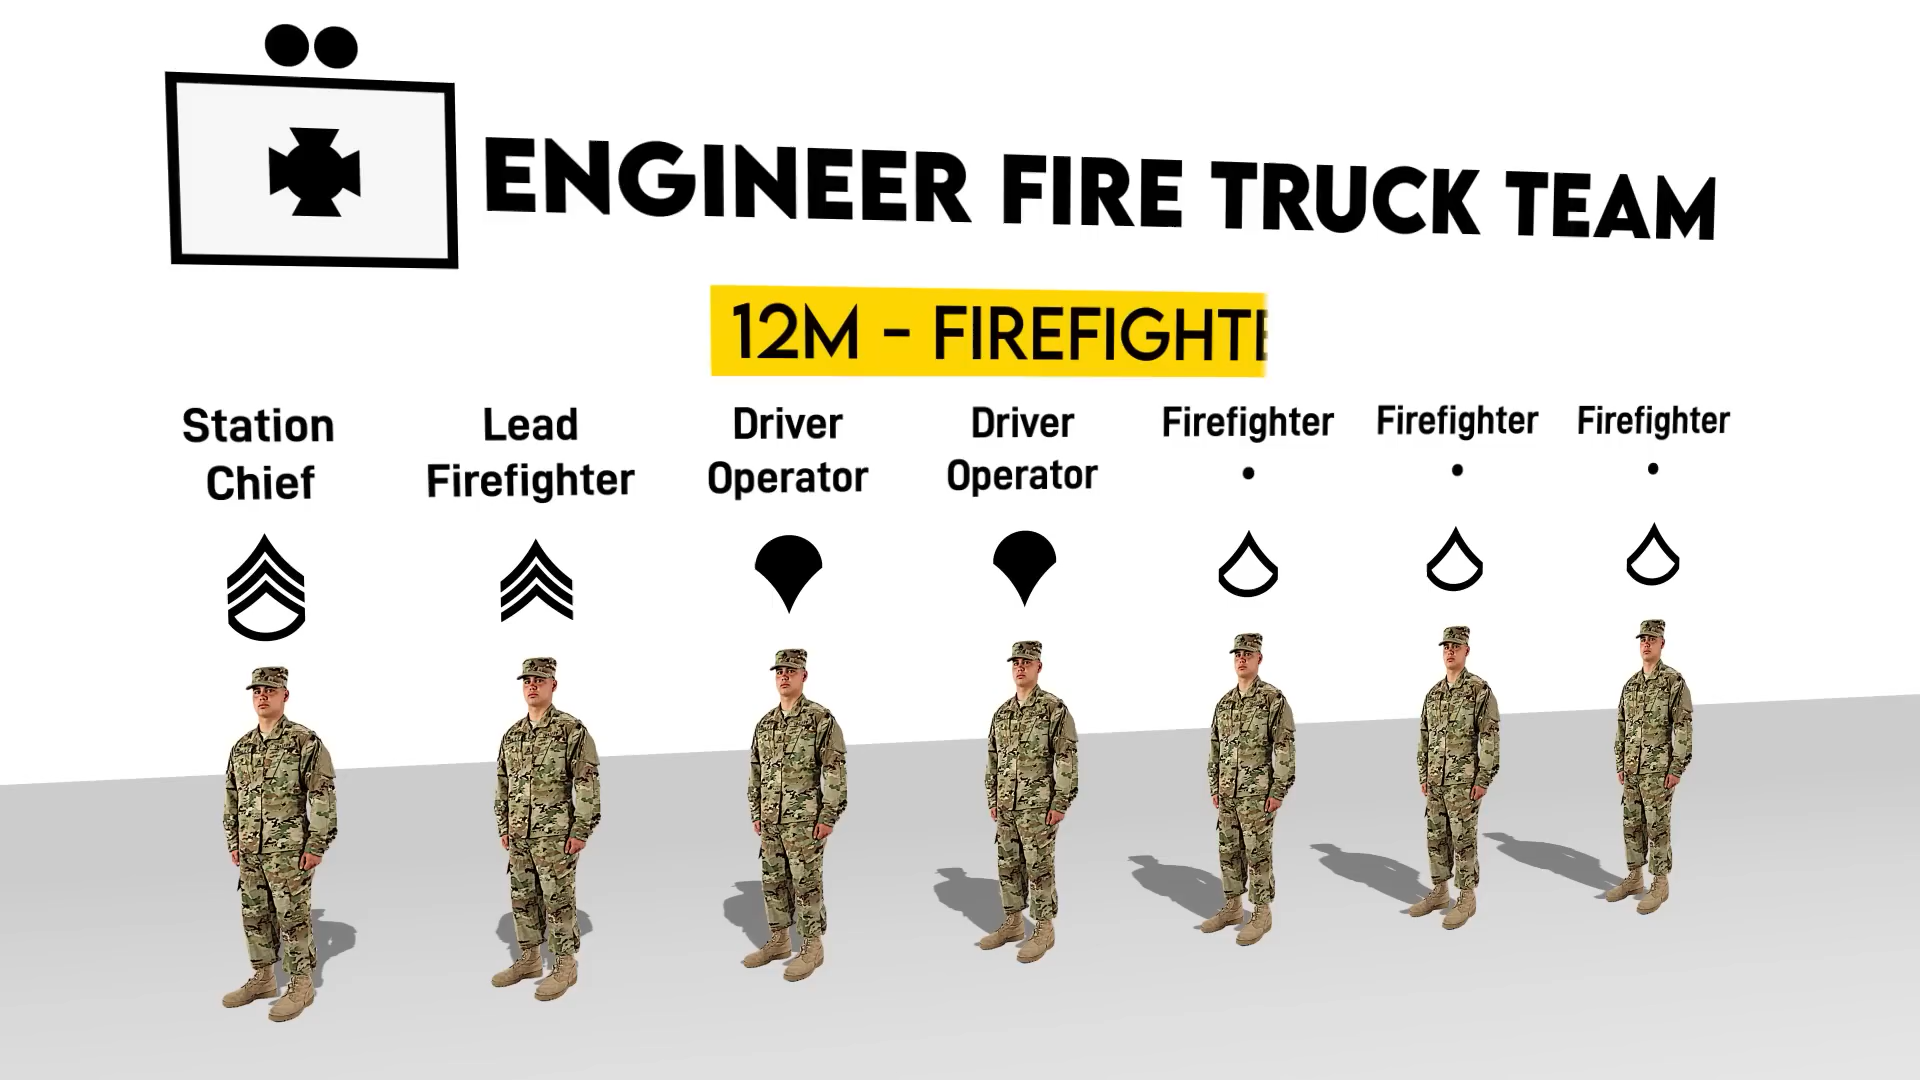 ENGINEER FIRE TRUCK TEAM
12M - FIREFIGHTE
Station Chief
Lead Firefighter
Driver Operator
Driver Operator
Firefighter
Firefighter
Firefighter